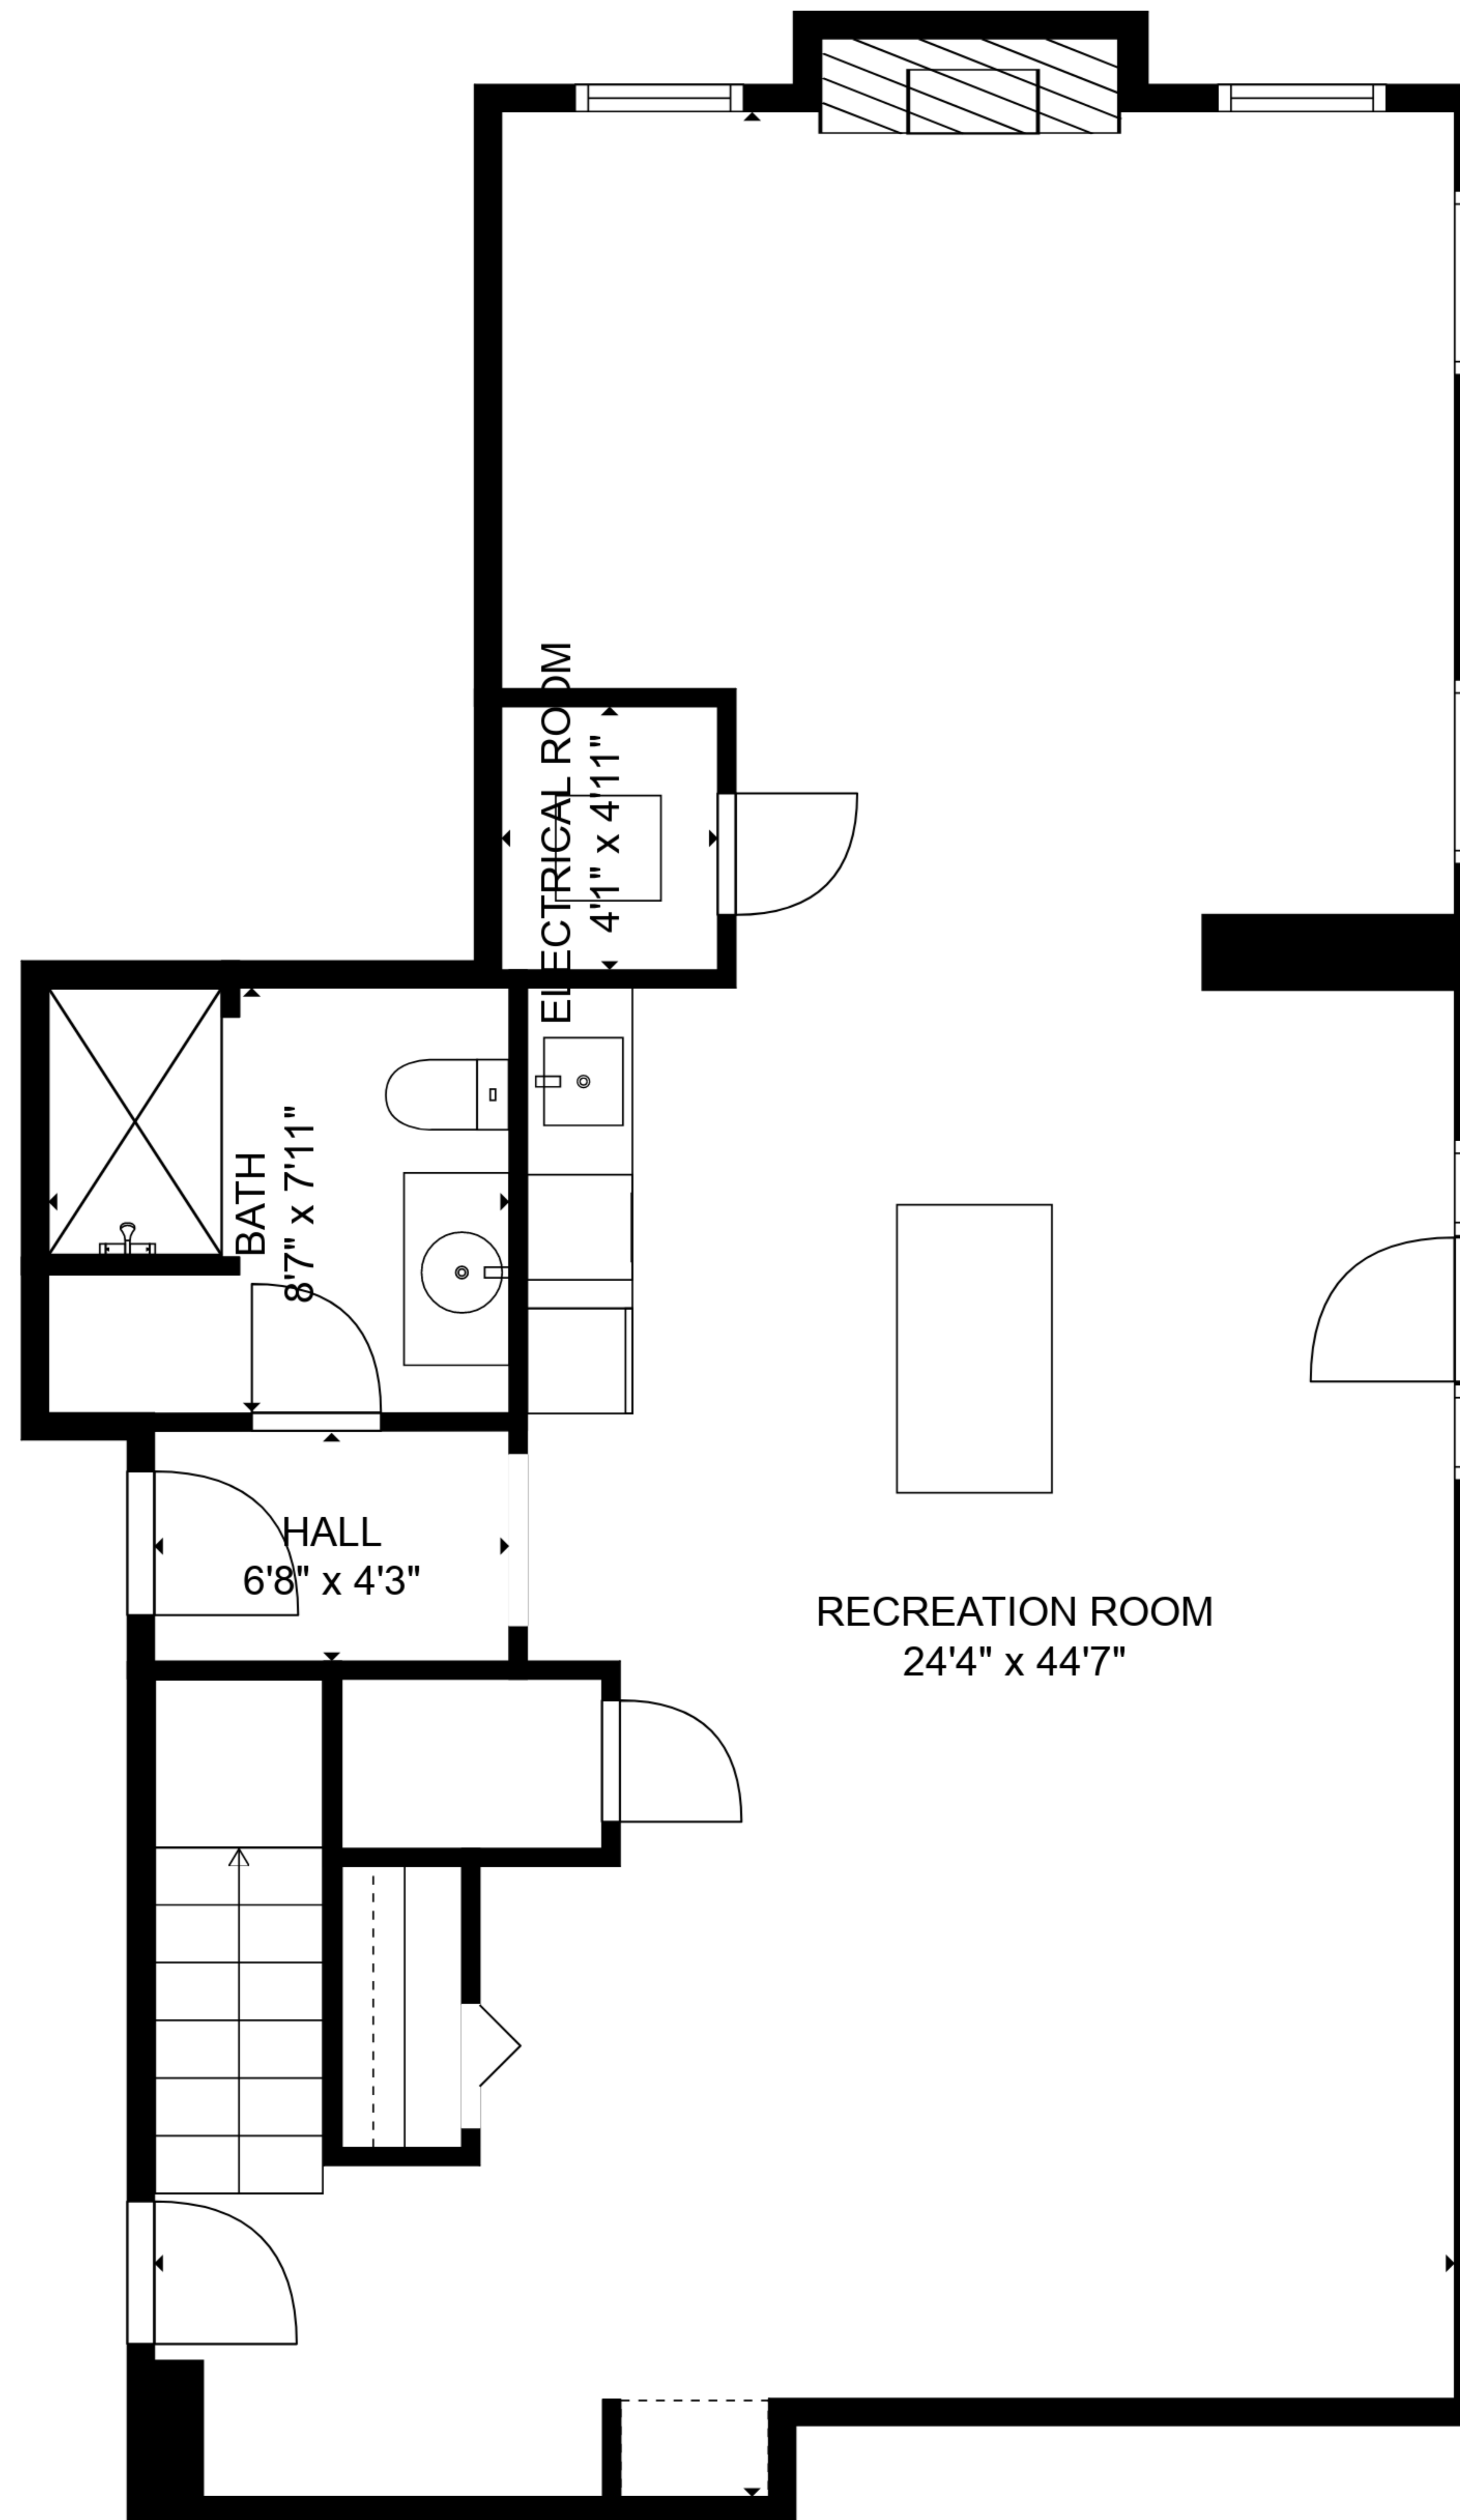 ELECTRICAL ROOM
4'1" x 4'11"
BATH
8'7" x 7'11"
HALL
6'8" x 4'3"
RECREATION ROOM
24'4" x 44'7"